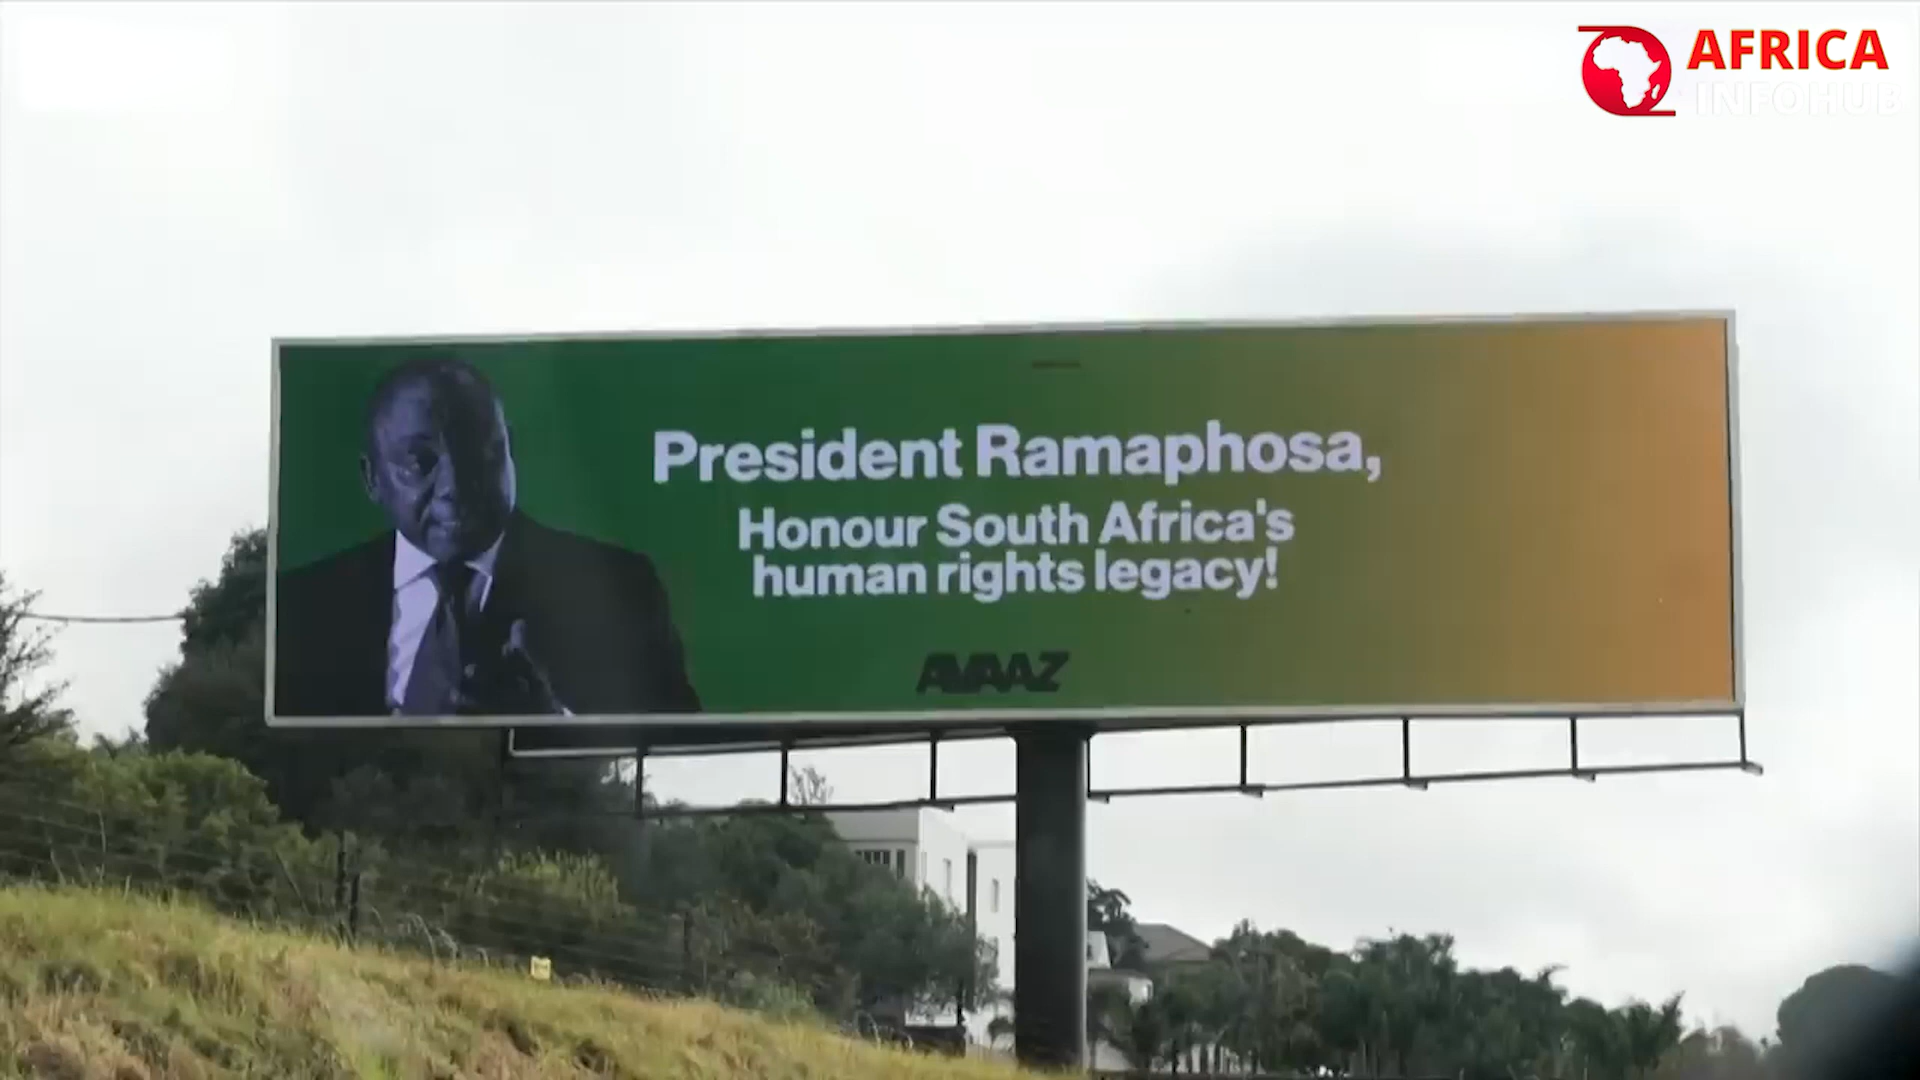 AFRICA
INFOHUB
President Ramaphosa,
Honour South Africa's
human rights legacy!
AVAAZ